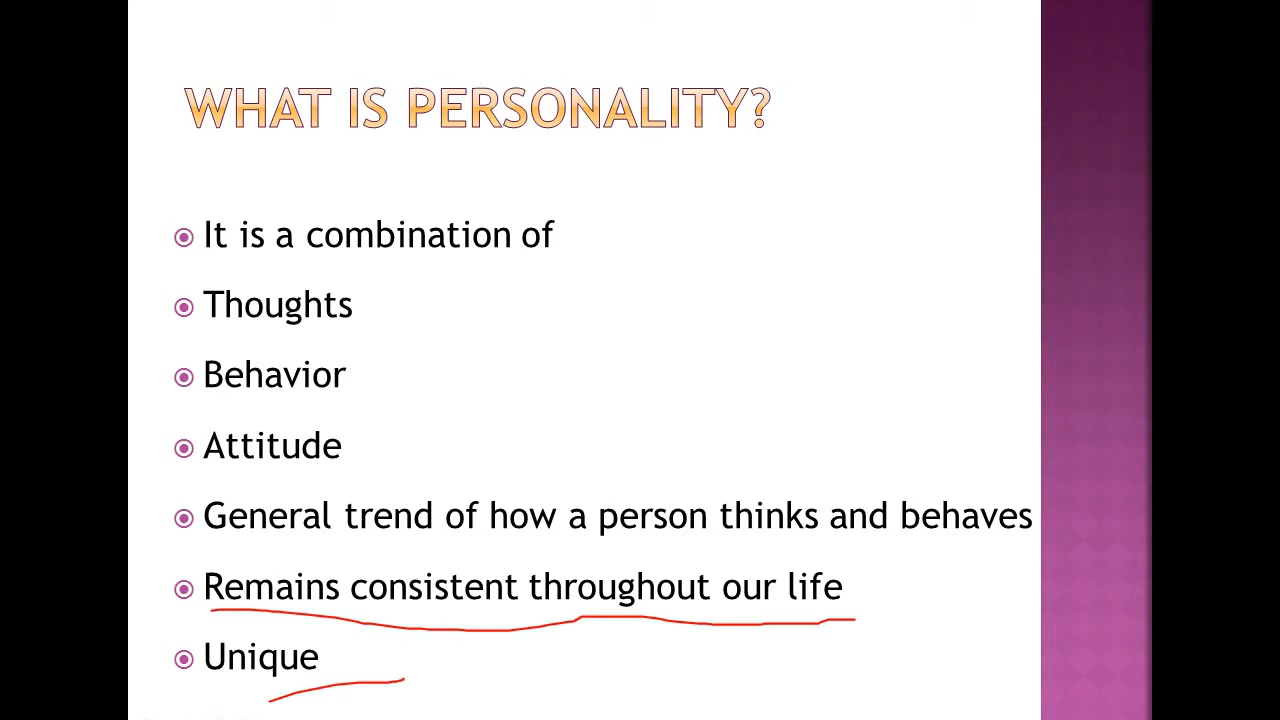 WHAT IS PERSONALITY?
It is a combination of
Thoughts
Behavior
Attitude
General trend of how a person thinks and behaves
Remains consistent throughout our life
Unique